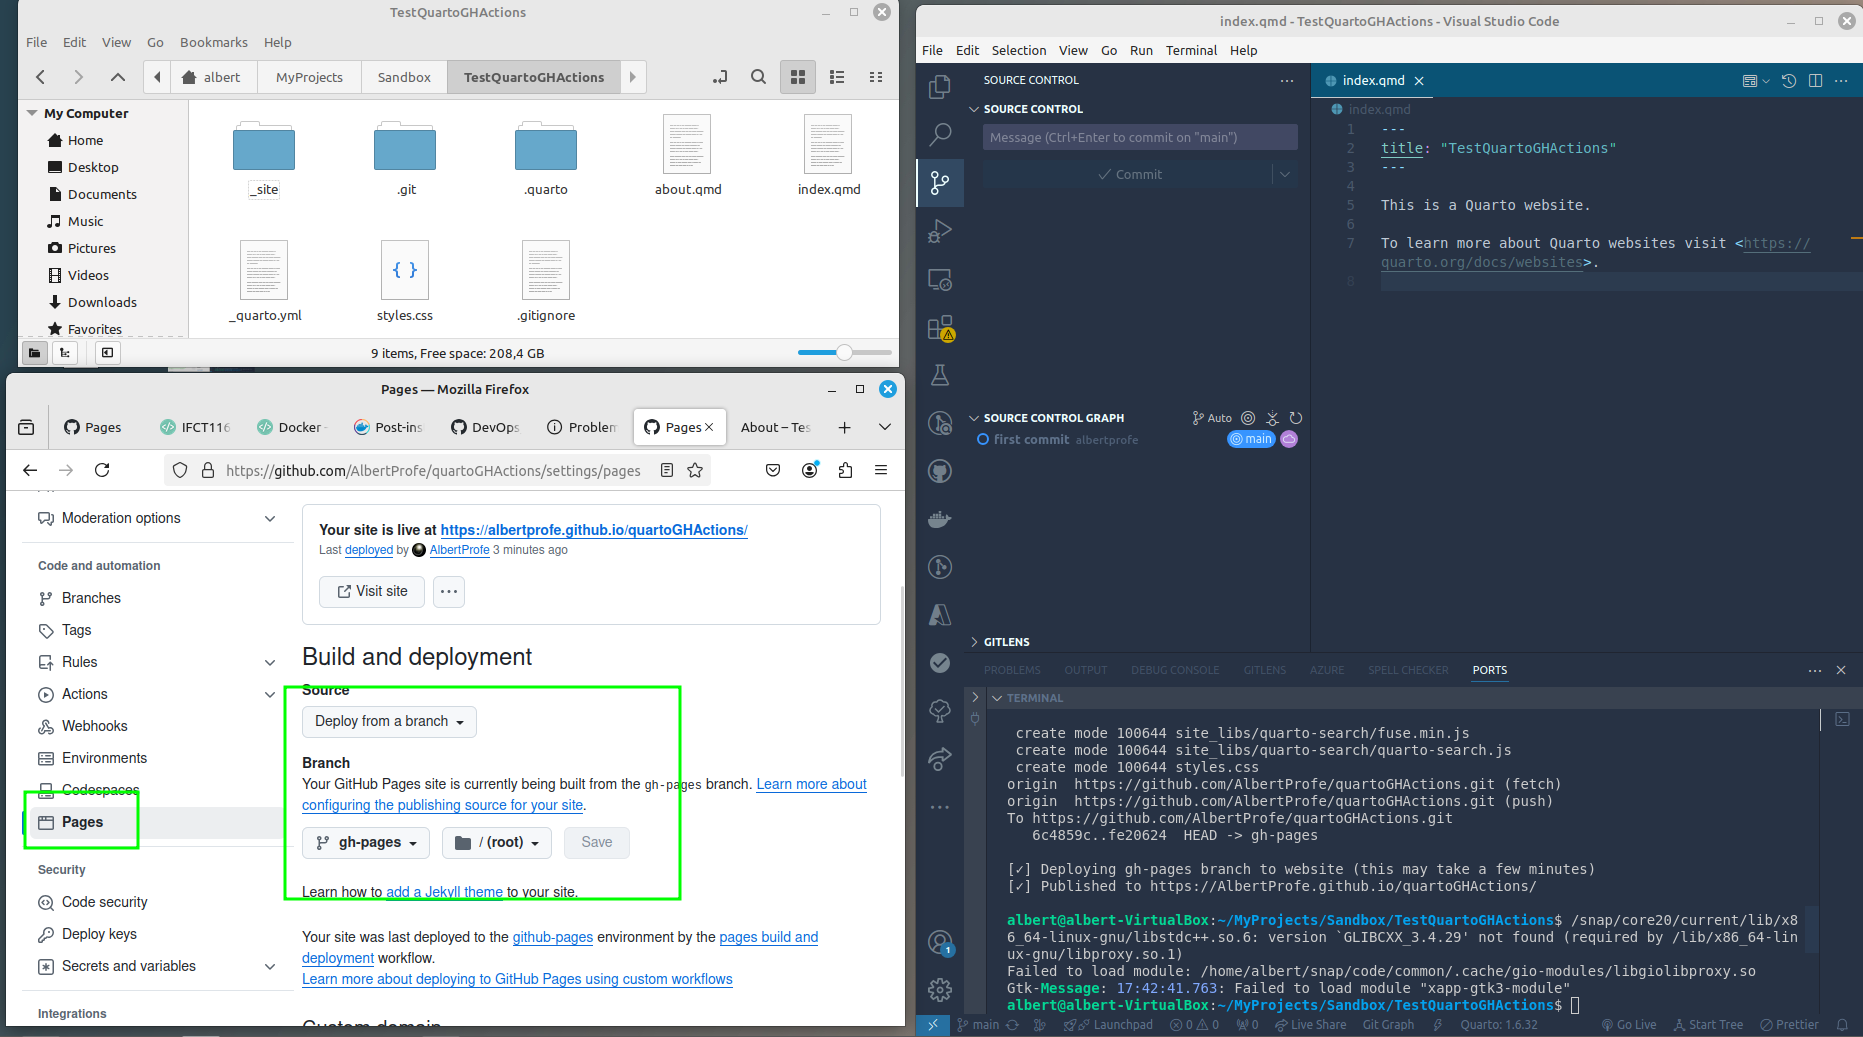 TestQuartoGHActions
File Edit View Go Bookmarks Help
albert MyProjects Sandbox TestQuartoGHActions
My Computer
Home
Desktop
Documents
Music
Pictures
Videos
Downloads
Favorites
_site .git .quarto about.qmd index.qmd
_quarto.yml styles.css .gitignore
9 items, Free space: 208,4 GB
Pages — Mozilla Firefox
Pages IFCT116 Docker - Post-ins DevOps Problem Pages About – Tes
https://github.com/AlbertProfe/quartoGHActions/settings/pages
Moderation options
Code and automation
Branches
Tags
Rules
Actions
Webhooks
Environments
Codespaces
Pages
Security
Code security
Deploy keys
Secrets and variables
Integrations
Your site is live at https://albertprofe.github.io/quartoGHActions/
Last deployed by AlbertProfe 3 minutes ago
Visit site
Build and deployment
Source
Deploy from a branch
Branch
Your GitHub Pages site is currently being built from the gh-pages branch. Learn more about
configuring the publishing source for your site.
gh-pages / (root) Save
Learn how to add a Jekyll theme to your site.
Your site was last deployed to the github-pages environment by the pages build and
deployment workflow.
Learn more about deploying to GitHub Pages using custom workflows
Custom domain
index.qmd - TestQuartoGHActions - Visual Studio Code
File Edit Selection View Go Run Terminal Help
SOURCE CONTROL
SOURCE CONTROL
Message (Ctrl+Enter to commit on "main")
Commit
SOURCE CONTROL GRAPH Auto
first commit albertprofe main
GITLENS
index.qmd
index.qmd
1 ---
2 title: "TestQuartoGHActions"
3 ---
4
5 This is a Quarto website.
6
7 To learn more about Quarto websites visit <https://
quarto.org/docs/websites>.
8
PROBLEMS OUTPUT DEBUG CONSOLE GITLENS AZURE SPELL CHECKER PORTS
TERMINAL
create mode 100644 site_libs/quarto-search/fuse.min.js
create mode 100644 site_libs/quarto-search/quarto-search.js
create mode 100644 styles.css
origin https://github.com/AlbertProfe/quartoGHActions.git (fetch)
origin https://github.com/AlbertProfe/quartoGHActions.git (push)
To https://github.com/AlbertProfe/quartoGHActions.git
6c4859c..fe20624 HEAD -> gh-pages
[✓] Deploying gh-pages branch to website (this may take a few minutes)
[✓] Published to https://AlbertProfe.github.io/quartoGHActions/
albert@albert-VirtualBox:~/MyProjects/Sandbox/TestQuartoGHActions$ /snap/core20/current/lib/x8
6_64-linux-gnu/libstdc++.so.6: version `GLIBCXX_3.4.29' not found (required by /lib/x86_64-lin
ux-gnu/libproxy.so.1)
Failed to load module: /home/albert/snap/code/common/.cache/gio-modules/libgiolibproxy.so
Gtk-Message: 17:42:41.763: Failed to load module "xapp-gtk3-module"
albert@albert-VirtualBox:~/MyProjects/Sandbox/TestQuartoGHActions$
1
main Launchpad 0 0 0 Live Share Git Graph Quarto: 1.6.32 Go Live Start Tree Prettier